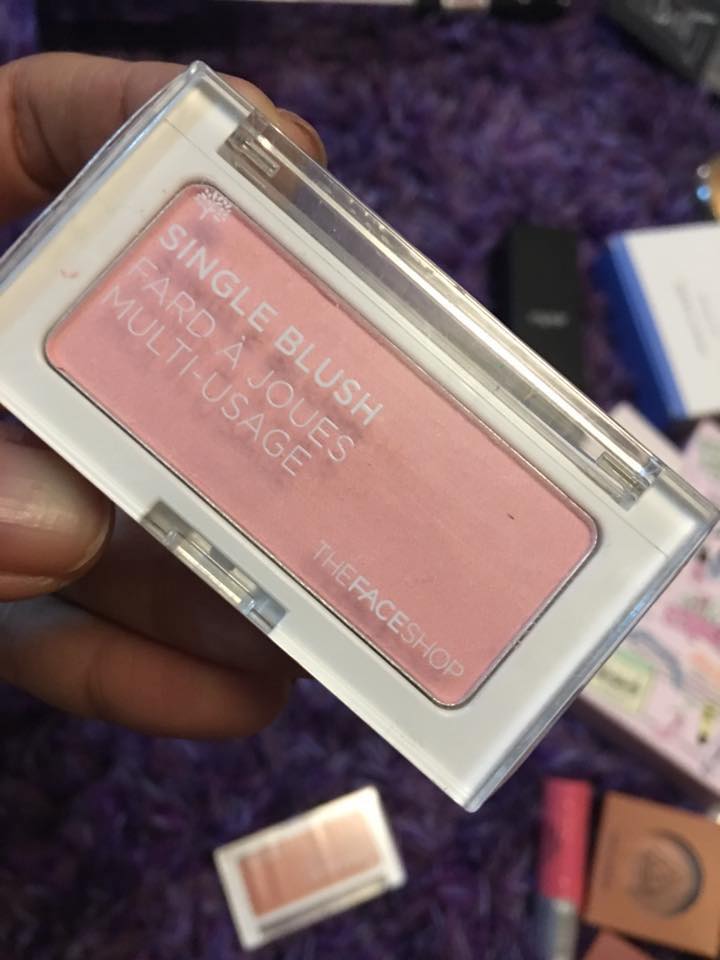 SINGLE BLUSH
FARD À JOUES
MULTI-USAGE
THEFACESHOP